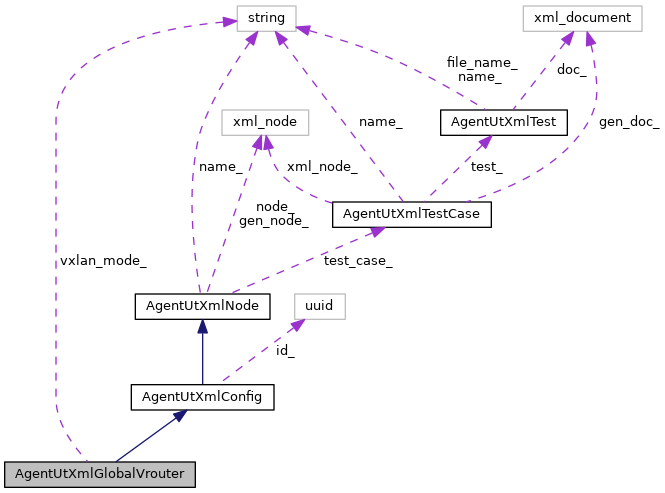 string
xml_document
file_name_
name_
doc_
xml_node
AgentUtXmlTest
name_
gen_doc_
name_
xml_node_
test_
node_
gen_node_
AgentUtXmlTestCase
vxlan_mode_
test_case_
AgentUtXmlNode
uuid
id_
AgentUtXmlConfig
AgentUtXmlGlobalVrouter